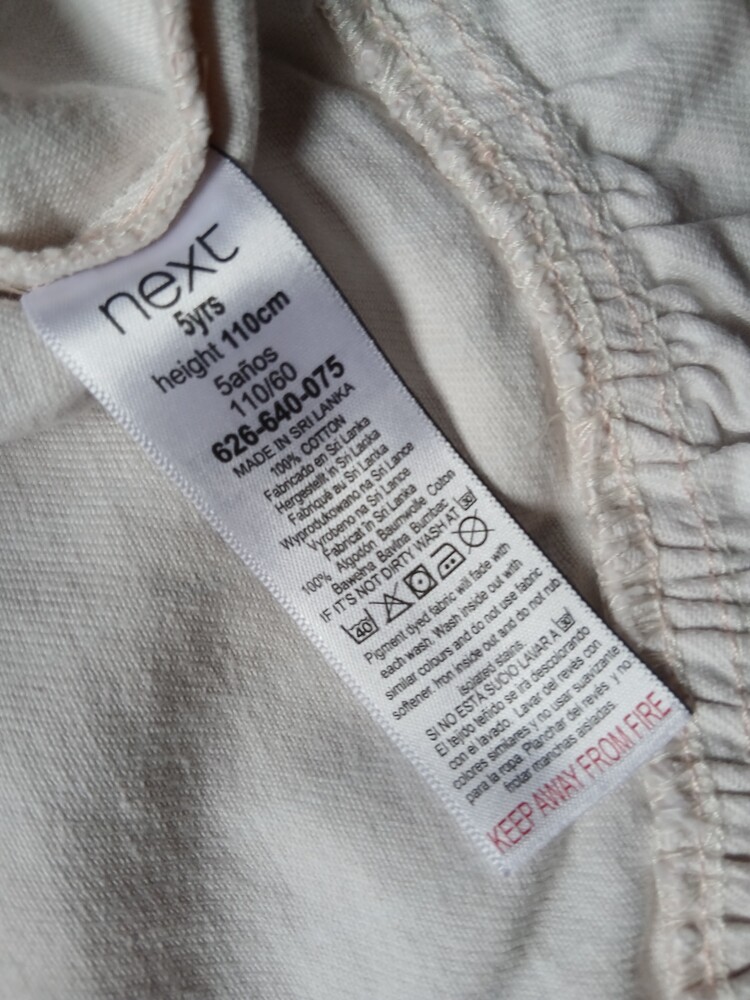 next
5yrs
height 110cm
5años
110/60
626-640-075
MADE IN SRI LANKA
100% COTTON
Fabricado en Sri Lanka
Hergestellt in Sri Lanka
Fabriqué au Sri Lanka
Wyprodukowano na Sri Lance
Vyrobeno na Sri Lance
Fabricat în Sri Lanka
100% Algodón Baumwolle Coton
Bawełna Bavlna Bumbac
IF IT'S NOT DIRTY WASH AT 30
40
Pigment dyed fabric will fade with
each wash. Wash inside out with
similar colours and do not use fabric
softener. Iron inside out and do not rub
isolated stains.
SI NO ESTÁ SUCIO LAVAR A 30
El tejido teñido se irá descolorando
con el lavado. Lavar del revés con
colores similares y no usar suavizante
para la ropa. Planchar del revés y no
frotar manchas aisladas.
KEEP AWAY FROM FIRE